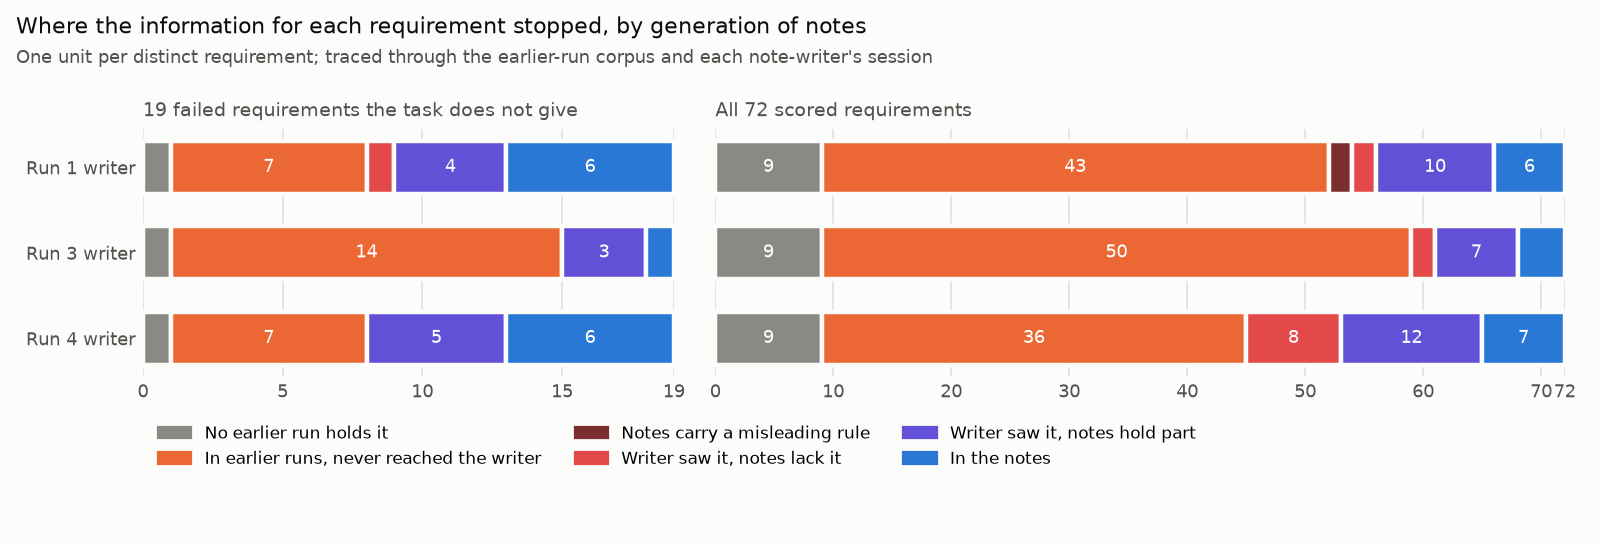 Where the information for each requirement stopped, by generation of notes
One unit per distinct requirement; traced through the earlier-run corpus and each note-writer's session
19 failed requirements the task does not give
All 72 scored requirements
Run 1 writer
7
4
6
9
43
10
6
Run 3 writer
14
3
9
50
7
Run 4 writer
7
5
6
9
36
8
12
7
0 5 10 15 19
0 10 20 30 40 50 60 70 72
No earlier run holds it
Notes carry a misleading rule
Writer saw it, notes hold part
In earlier runs, never reached the writer
Writer saw it, notes lack it
In the notes